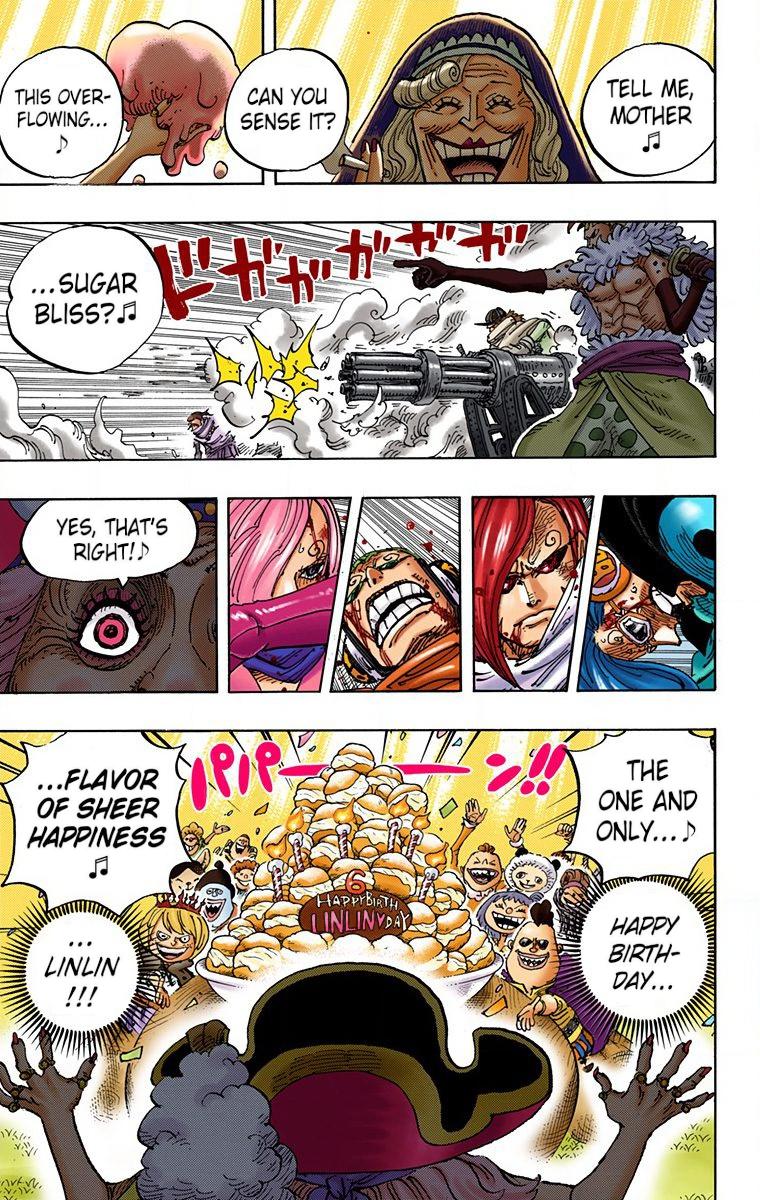 TELL ME,
MOTHER
♫
CAN YOU
SENSE IT?
THIS OVER-
FLOWING...
♪
ドガガガガガ
...SUGAR
BLISS?♫
YES, THAT'S
RIGHT!♪
パパーーン!!
THE
ONE AND
ONLY...♪
...FLAVOR
OF SHEER
HAPPINESS
♫
6
HAPPY BIRTH
LINLIN DAY
HAPPY
BIRTH-
DAY...
...
LINLIN
!!!